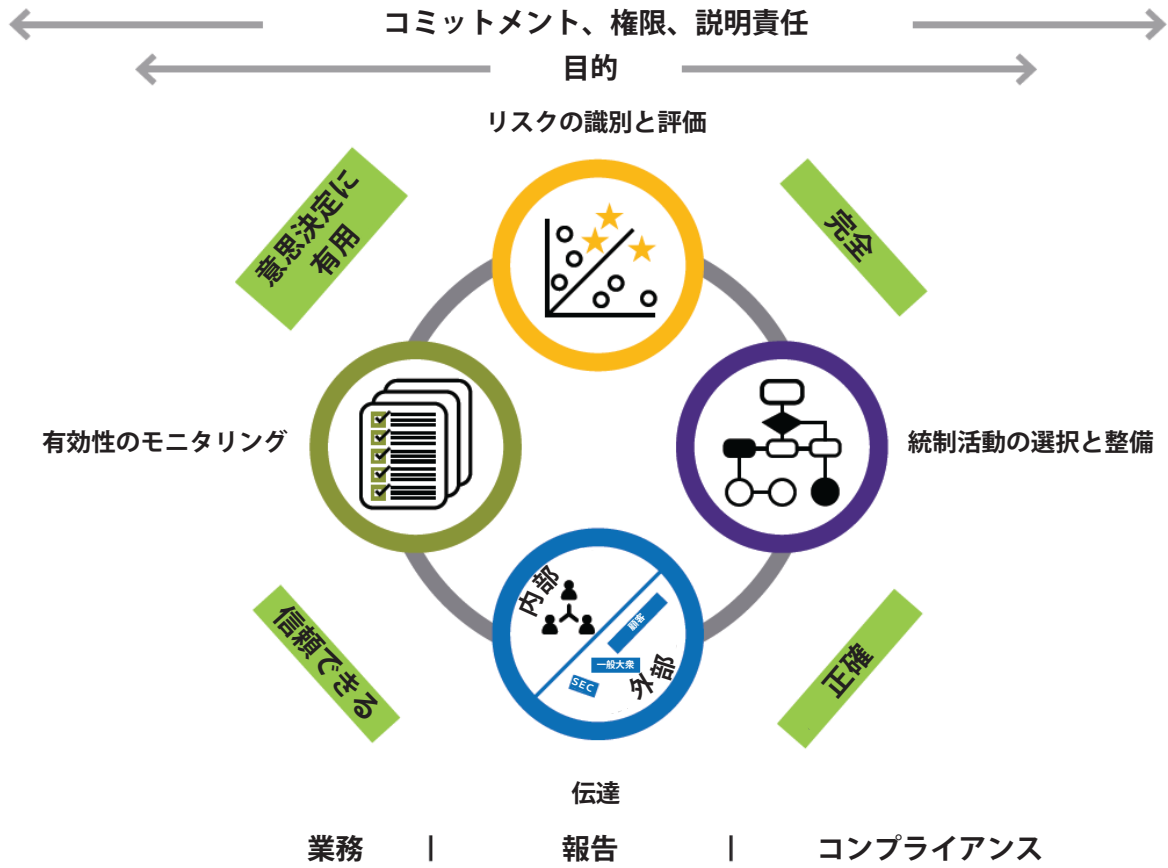 コミットメント、権限、説明責任
目的
リスクの識別と評価
意思決定に
有用
完全
有効性のモニタリング
統制活動の選択と整備
内部
顧客
一般大衆
SEC
外部
信頼できる
正確
伝達
業務 | 報告 | コンプライアンス